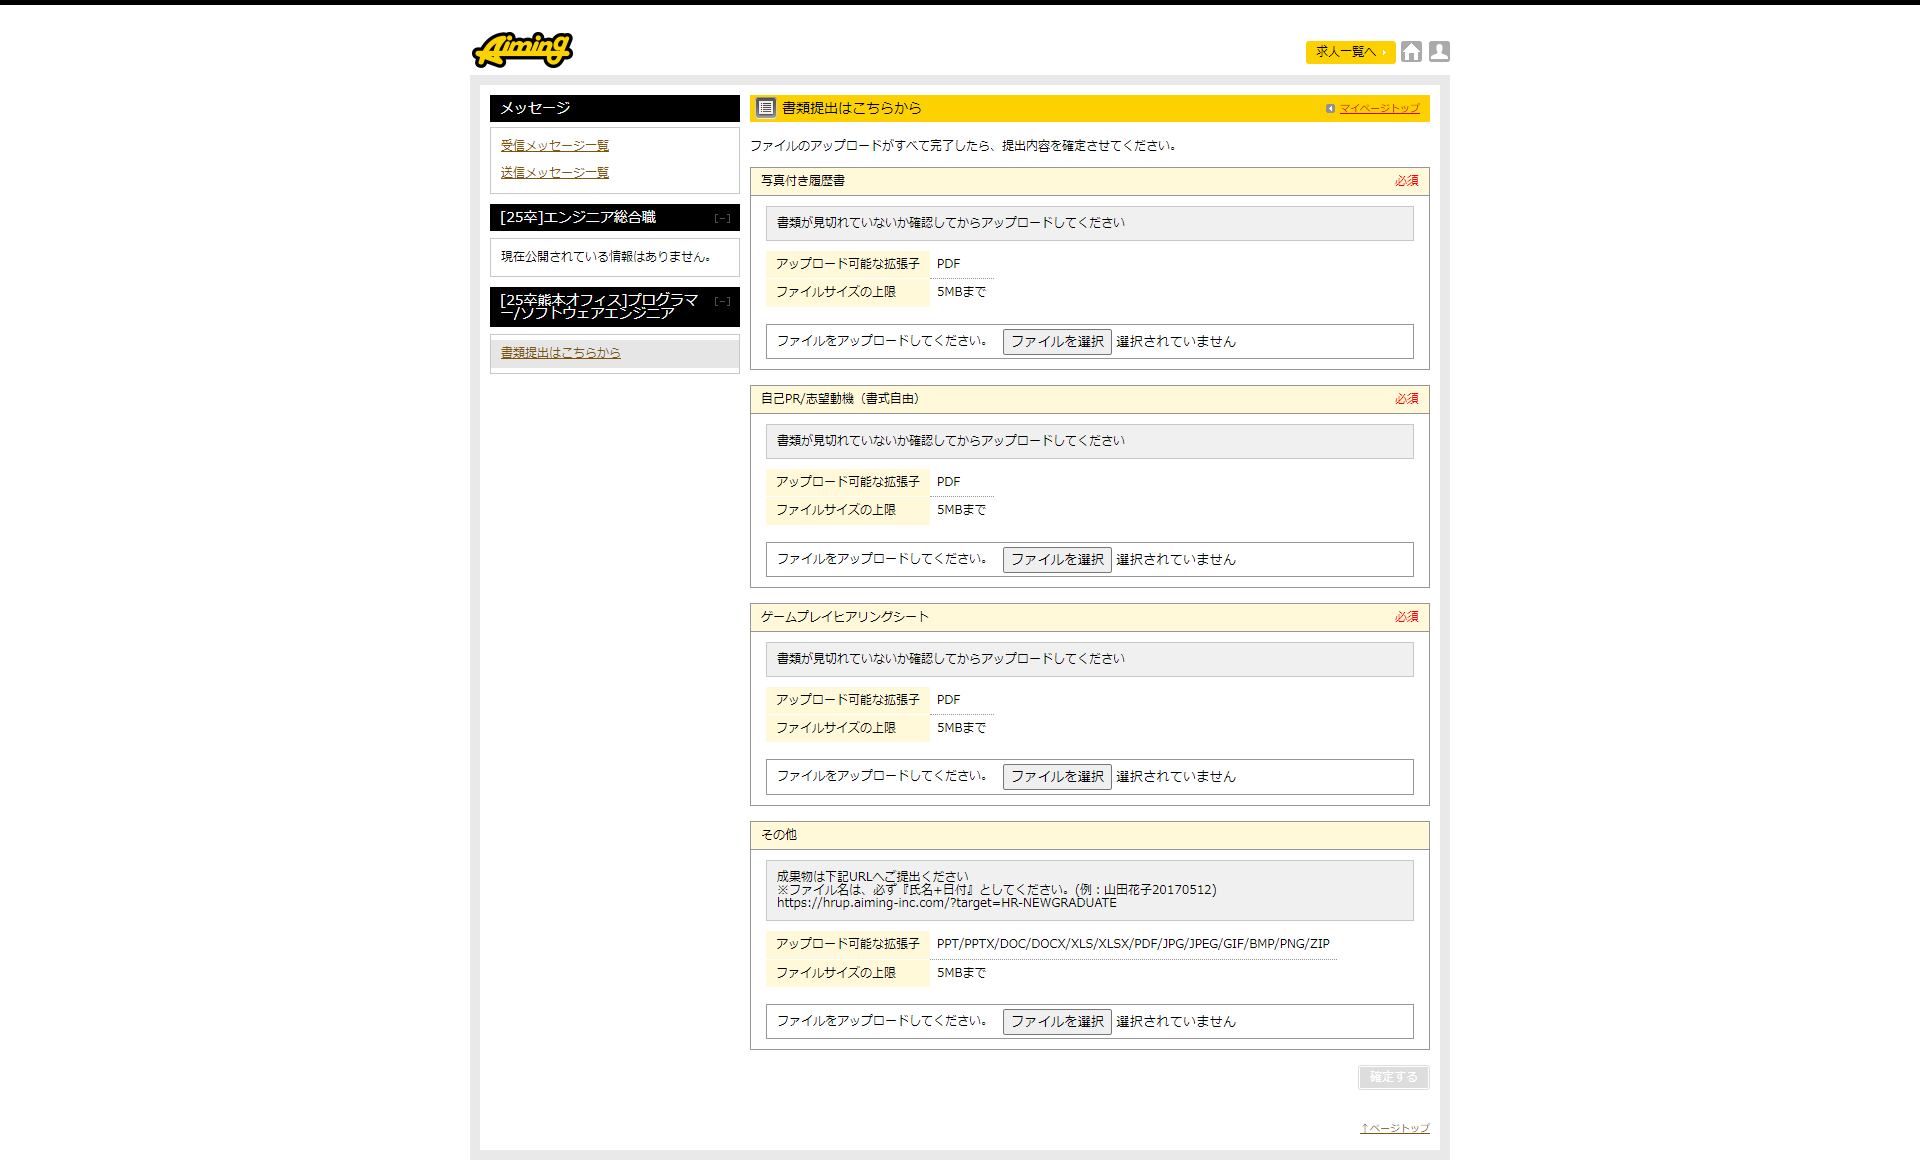 Aiming
求人一覧へ
メッセージ
受信メッセージ一覧
送信メッセージ一覧
[25卒]エンジニア総合職 [-]
現在公開されている情報はありません。
[25卒熊本オフィス]プログラマ [-]
ー/ソフトウェアエンジニア
書類提出はこちらから
書類提出はこちらから
マイページトップ
ファイルのアップロードがすべて完了したら、提出内容を確定させてください。
写真付き履歴書 必須
書類が見切れていないか確認してからアップロードしてください
アップロード可能な拡張子 PDF
ファイルサイズの上限 5MBまで
ファイルをアップロードしてください。 ファイルを選択 選択されていません
自己PR/志望動機（書式自由） 必須
書類が見切れていないか確認してからアップロードしてください
アップロード可能な拡張子 PDF
ファイルサイズの上限 5MBまで
ファイルをアップロードしてください。 ファイルを選択 選択されていません
ゲームプレイヒアリングシート 必須
書類が見切れていないか確認してからアップロードしてください
アップロード可能な拡張子 PDF
ファイルサイズの上限 5MBまで
ファイルをアップロードしてください。 ファイルを選択 選択されていません
その他
成果物は下記URLへご提出ください
※ファイル名は、必ず『氏名+日付』としてください。(例：山田花子20170512)
https://hrup.aiming-inc.com/?target=HR-NEWGRADUATE
アップロード可能な拡張子 PPT/PPTX/DOC/DOCX/XLS/XLSX/PDF/JPG/JPEG/GIF/BMP/PNG/ZIP
ファイルサイズの上限 5MBまで
ファイルをアップロードしてください。 ファイルを選択 選択されていません
確定する
↑ページトップ